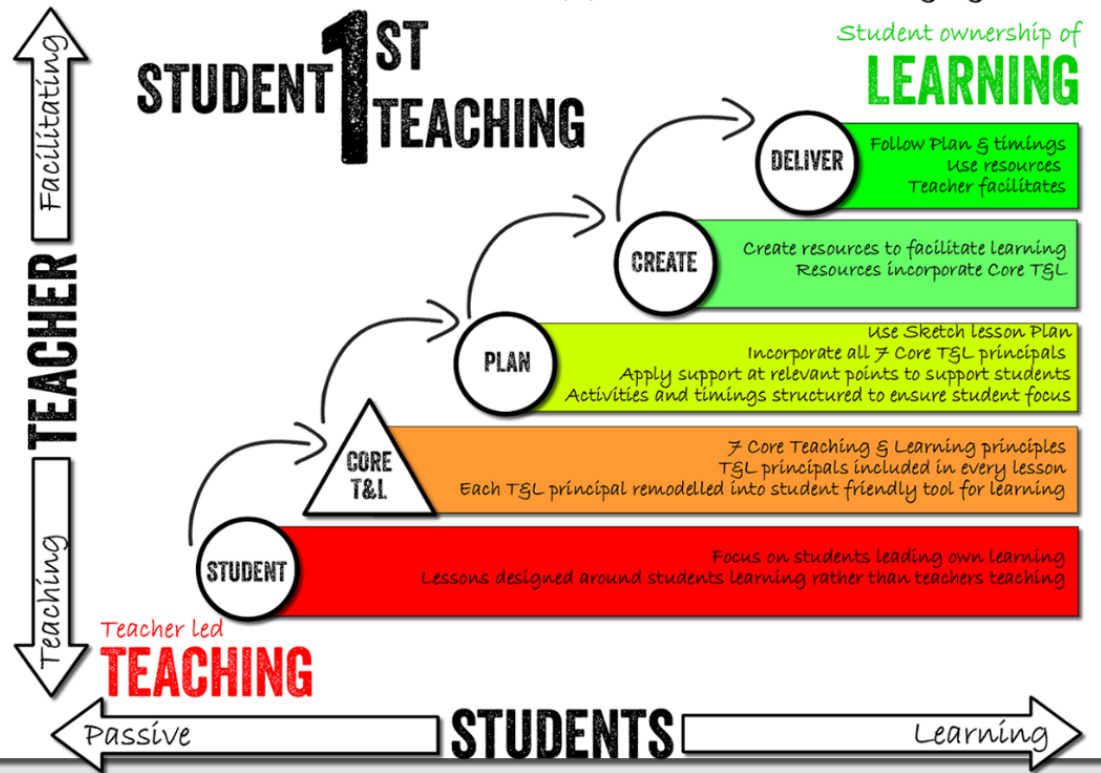 Facilitating
TEACHER
Teaching
STUDENT 1ST
TEACHING
Student ownership of
LEARNING
DELIVER
Follow Plan & timings
Use resources
Teacher facilitates
CREATE
Create resources to facilitate learning
Resources incorporate Core T&L
PLAN
Use Sketch lesson Plan
Incorporate all 7 Core T&L principals
Apply support at relevant points to support students
Activities and timings structured to ensure student focus
CORE
T&L
7 Core Teaching & Learning principles
T&L principals included in every lesson
Each T&L principal remodelled into student friendly tool for learning
STUDENT
Focus on students leading own learning
Lessons designed around students learning rather than teachers teaching
Teacher led
TEACHING
Passive
STUDENTS
Learning